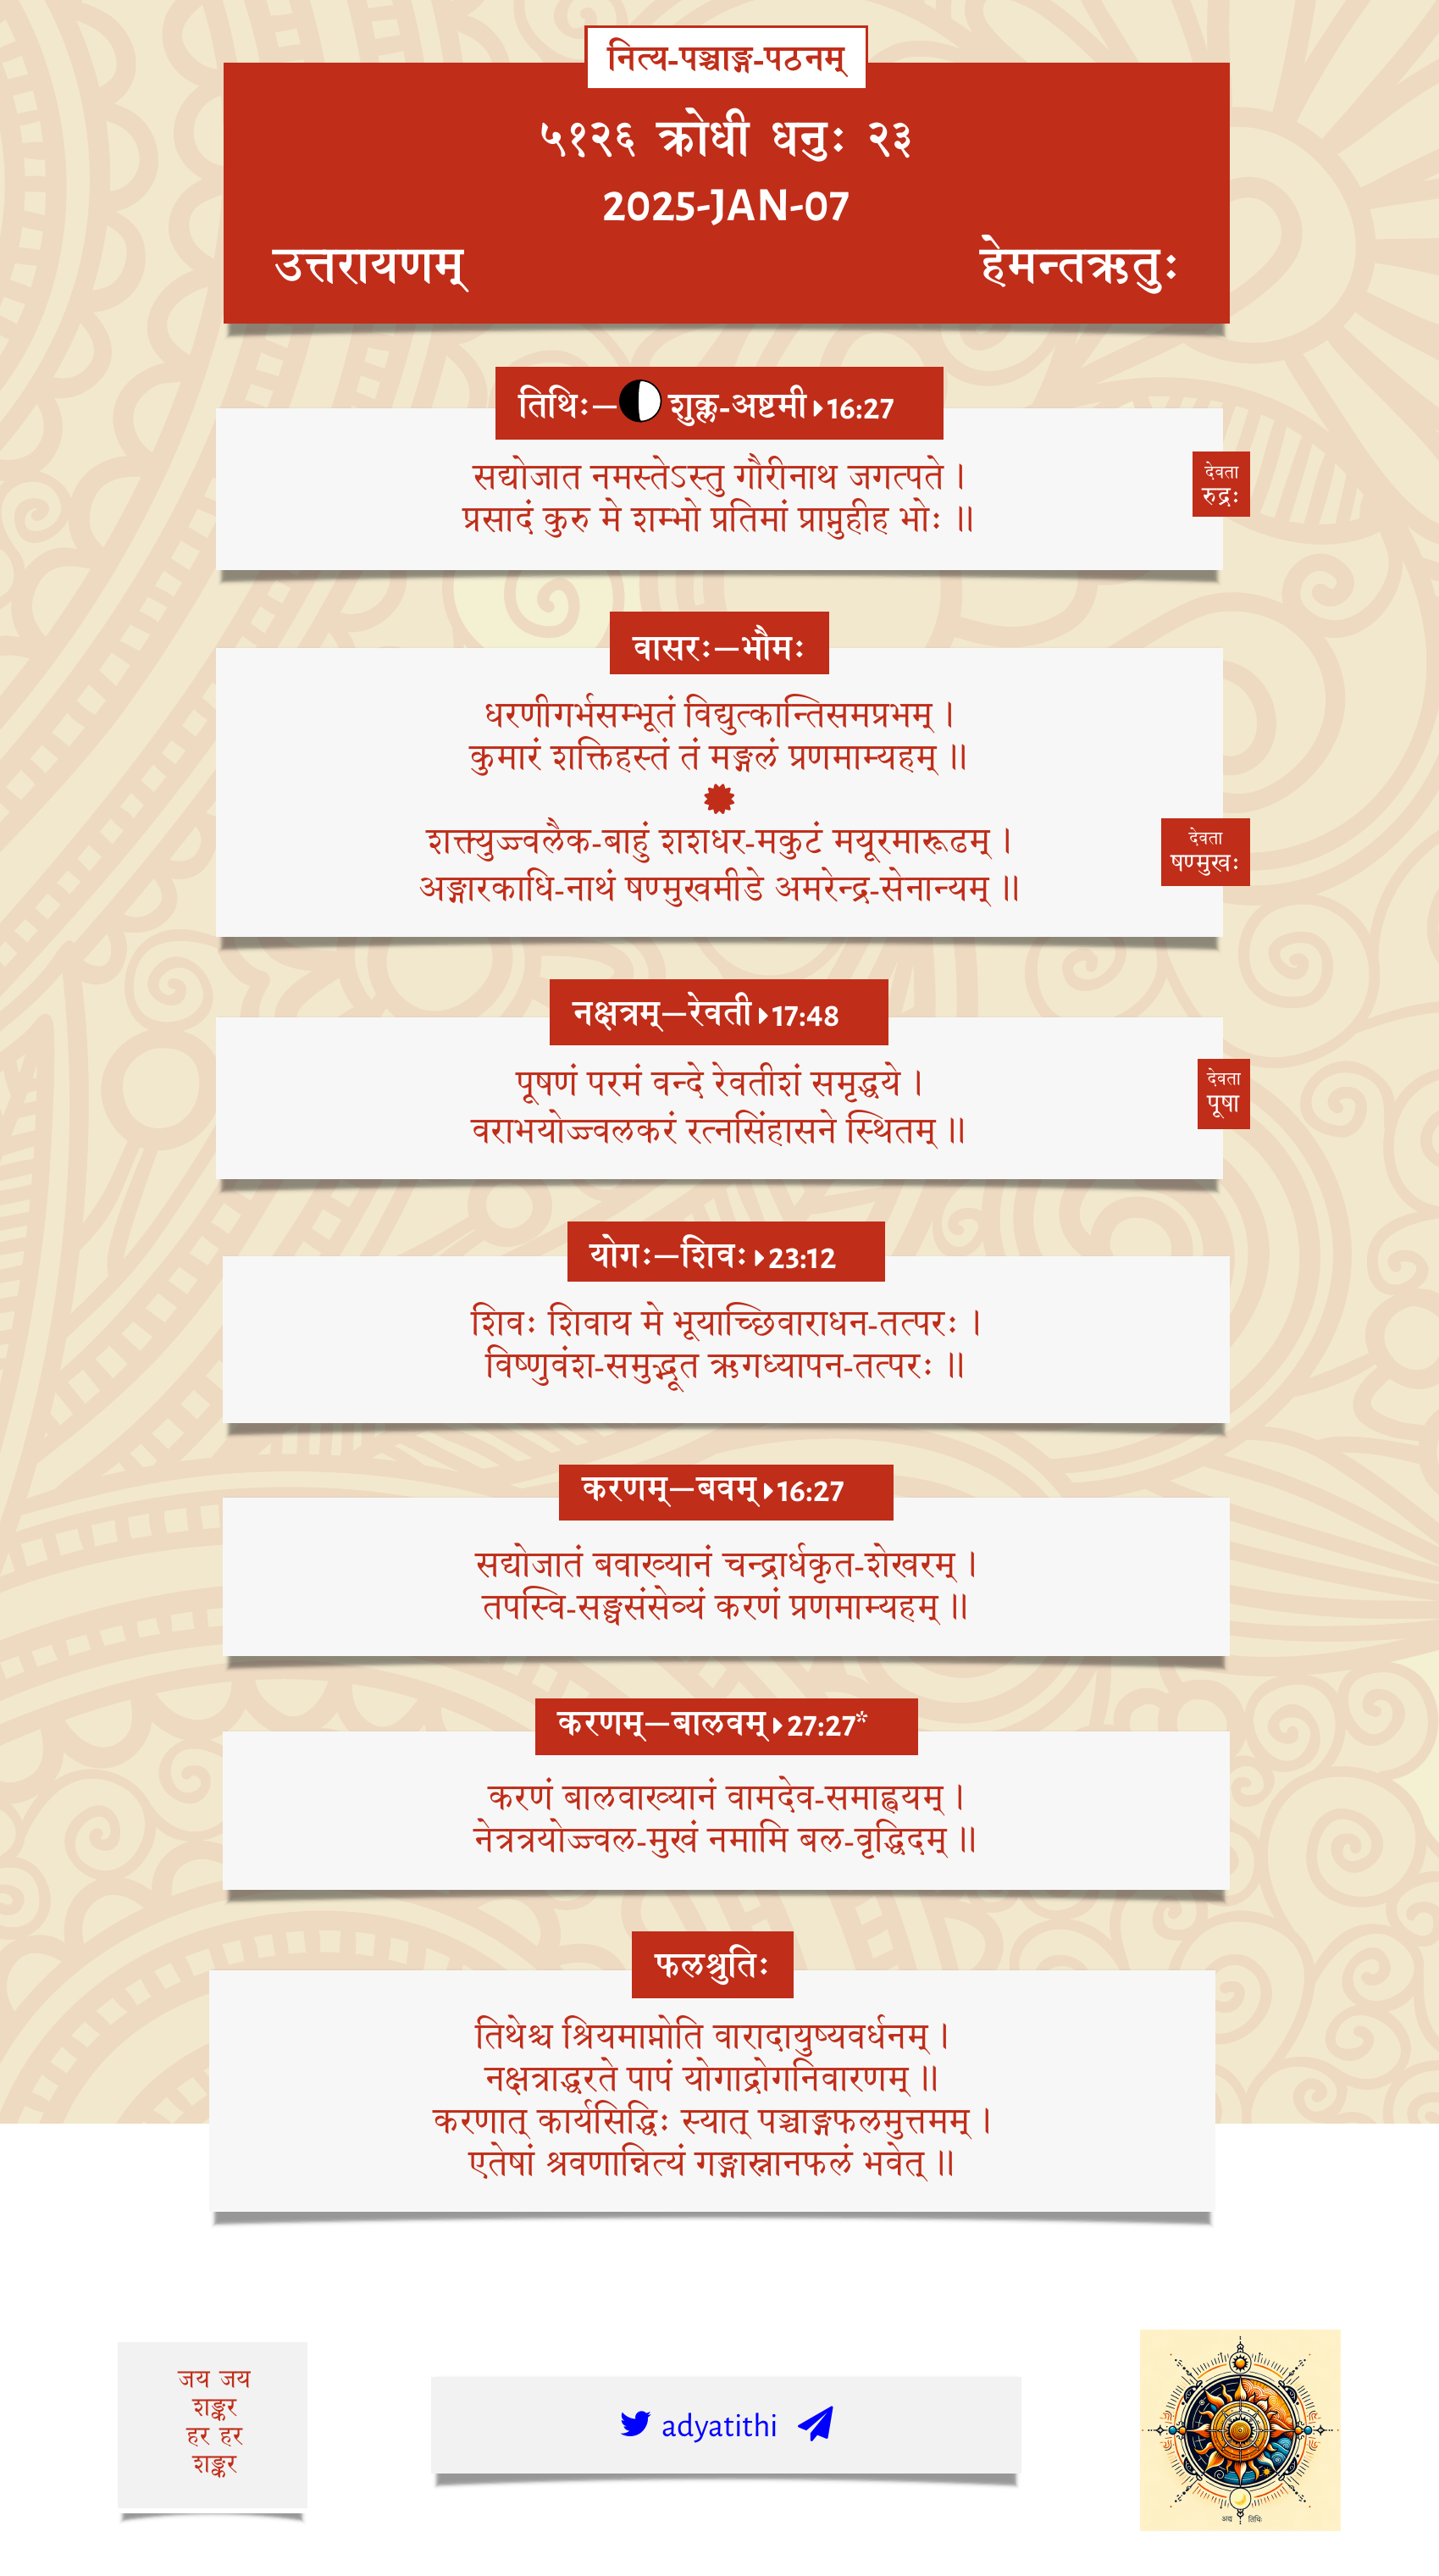 नित्य-पञ्चाङ्ग-पठनम्
५१२६ क्रोधी धनुः २३
2025-JAN-07
उत्तरायणम्
हेमन्तऋतुः
तिथिः—शुक्ल-अष्टमी 16:27
सद्योजात नमस्तेऽस्तु गौरीनाथ जगत्पते ।
प्रसादं कुरु मे शम्भो प्रतिमां प्राप्नुहीह भोः ॥
देवता
रुद्रः
वासरः—भौमः
धरणीगर्भसम्भूतं विद्युत्कान्तिसमप्रभम् ।
कुमारं शक्तिहस्तं तं मङ्गलं प्रणमाम्यहम् ॥
शक्त्युज्ज्वलैक-बाहुं शशधर-मकुटं मयूरमारूढम् ।
अङ्गारकाधि-नाथं षण्मुखमीडे अमरेन्द्र-सेनान्यम् ॥
देवता
षण्मुखः
नक्षत्रम्—रेवती 17:48
पूषणं परमं वन्दे रेवतीशं समृद्धये ।
वराभयोज्ज्वलकरं रत्नसिंहासने स्थितम् ॥
देवता
पूषा
योगः—शिवः 23:12
शिवः शिवाय मे भूयाच्छिवाराधन-तत्परः ।
विष्णुवंश-समुद्भूत ऋगध्यापन-तत्परः ॥
करणम्—बवम् 16:27
सद्योजातं बवाख्यानं चन्द्रार्धकृत-शेखरम् ।
तपस्वि-सङ्घसंसेव्यं करणं प्रणमाम्यहम् ॥
करणम्—बालवम् 27:27*
करणं बालवाख्यानं वामदेव-समाह्वयम् ।
नेत्रत्रयोज्ज्वल-मुखं नमामि बल-वृद्धिदम् ॥
फलश्रुतिः
तिथेश्च श्रियमाप्नोति वारादायुष्यवर्धनम् ।
नक्षत्राद्धरते पापं योगाद्रोगनिवारणम् ॥
करणात् कार्यसिद्धिः स्यात् पञ्चाङ्गफलमुत्तमम् ।
एतेषां श्रवणान्नित्यं गङ्गास्नानफलं भवेत् ॥
जय जय
शङ्कर
हर हर
शङ्कर
adyatithi
अद्य तिथिः